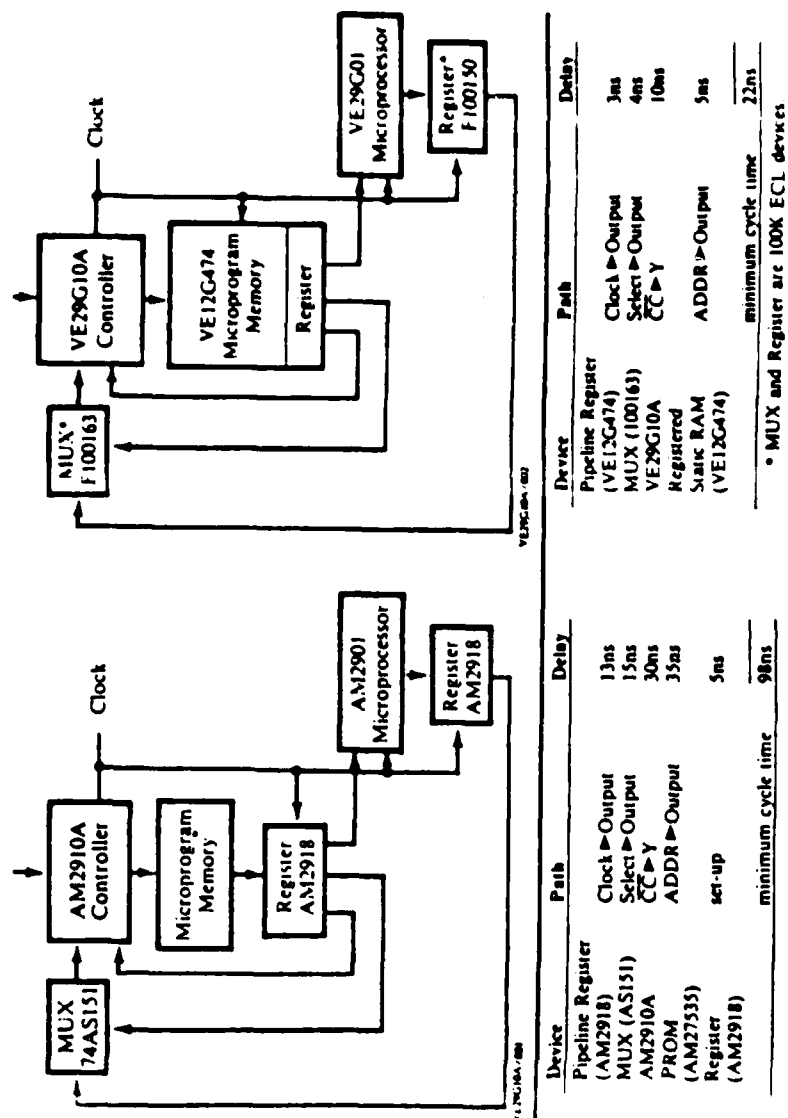 MUX
74AS151
AM2910A
Controller
Clock
Microprogram*
Memory
Register
AM2918
AM2901
Microprocessor
Register
AM2918
Device Path Delay
Pipeline Register
(AM2918) Clock ▶Output 13ns
MUX (AS151) Select ▶Output 15ns
AM2910A CC ▶Y 30ns
PROM ADDR ▶Output 35ns
(AM27535)
Register set-up 5ns
(AM2918)
minimum cycle time 98ns
MUX*
F100163
VE29G10A
Controller
Clock
VE12G474
Microprogram
Memory
Register
VE29G01
Microprocessor
Register*
F100150
VE29G10A/002
Device Path Delay
Pipeline Register
(VE12G474) Clock ▶Output 3ns
MUX (100163) Select ▶Output 4ns
VE29G10A CC ▶Y 10ns
Registered
Static RAM ADDR ▶Output 5ns
(VE12G474)
minimum cycle time 22ns
* MUX and Register are 100K ECL devices